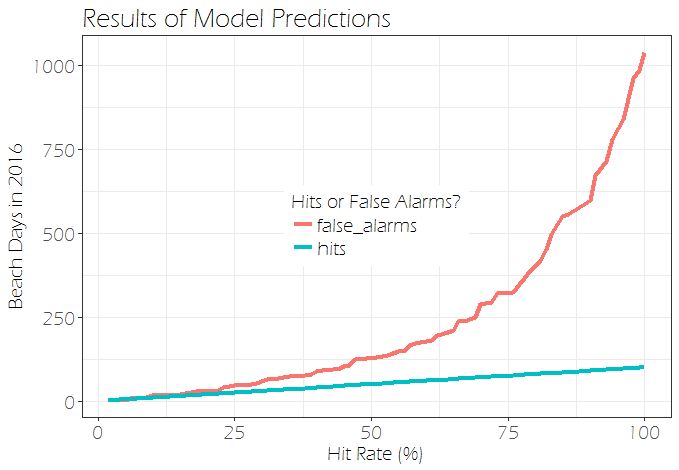 Results of Model Predictions
1000
750
500
250
0
Beach Days in 2016
Hits or False Alarms?
false_alarms
hits
0 25 50 75 100
Hit Rate (%)